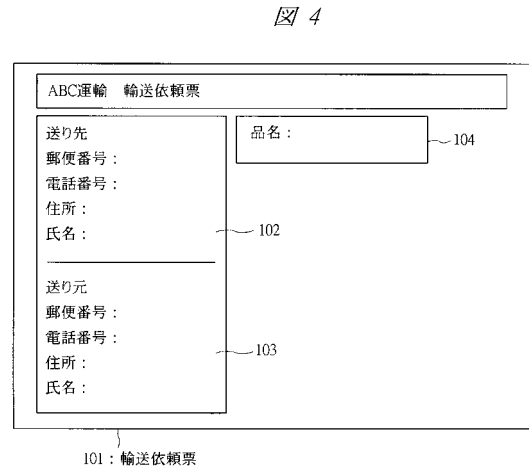 図 4
ABC運輸 輸送依頼票
送り先
郵便番号：
電話番号：
住所：
氏名：
102
送り元
郵便番号：
電話番号：
住所：
氏名：
103
品名：
104
101：輸送依頼票